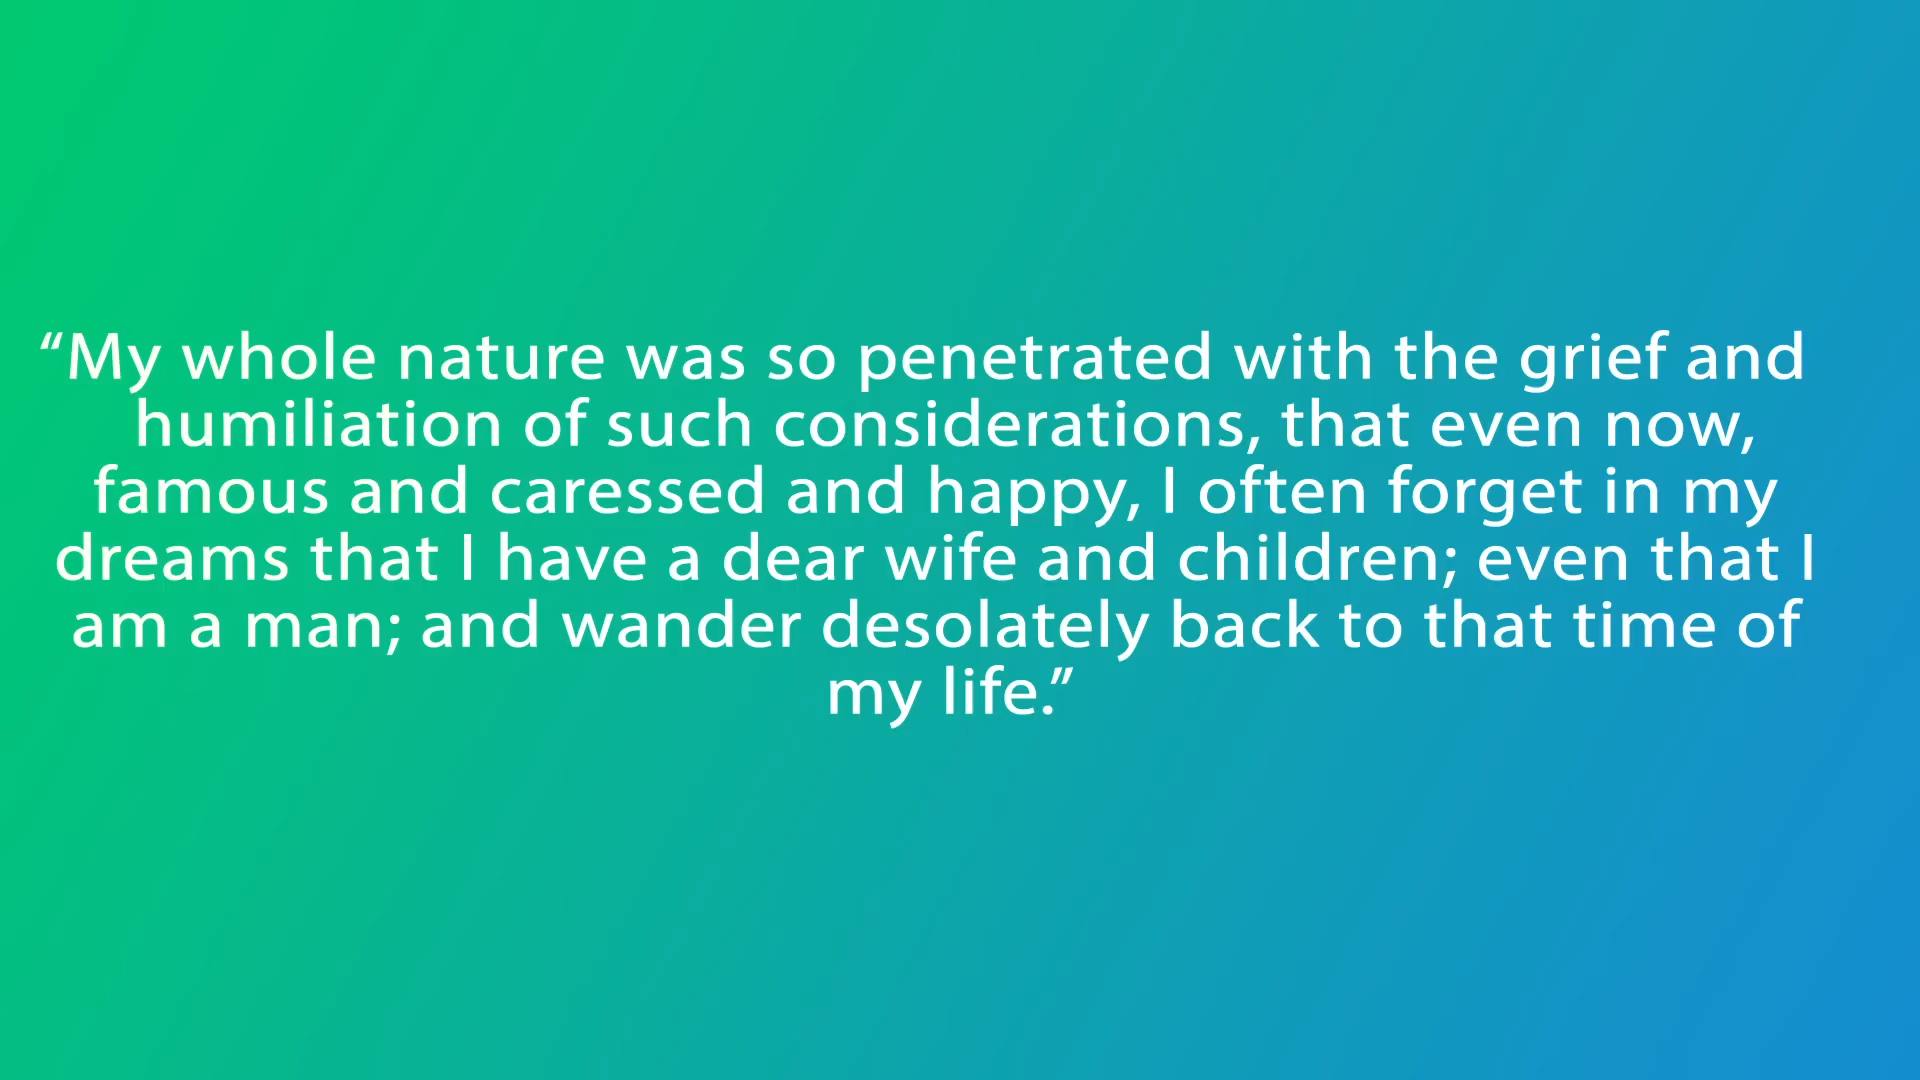 “My whole nature was so penetrated with the grief and
humiliation of such considerations, that even now,
famous and caressed and happy, I often forget in my
dreams that I have a dear wife and children; even that I
am a man; and wander desolately back to that time of
my life.”